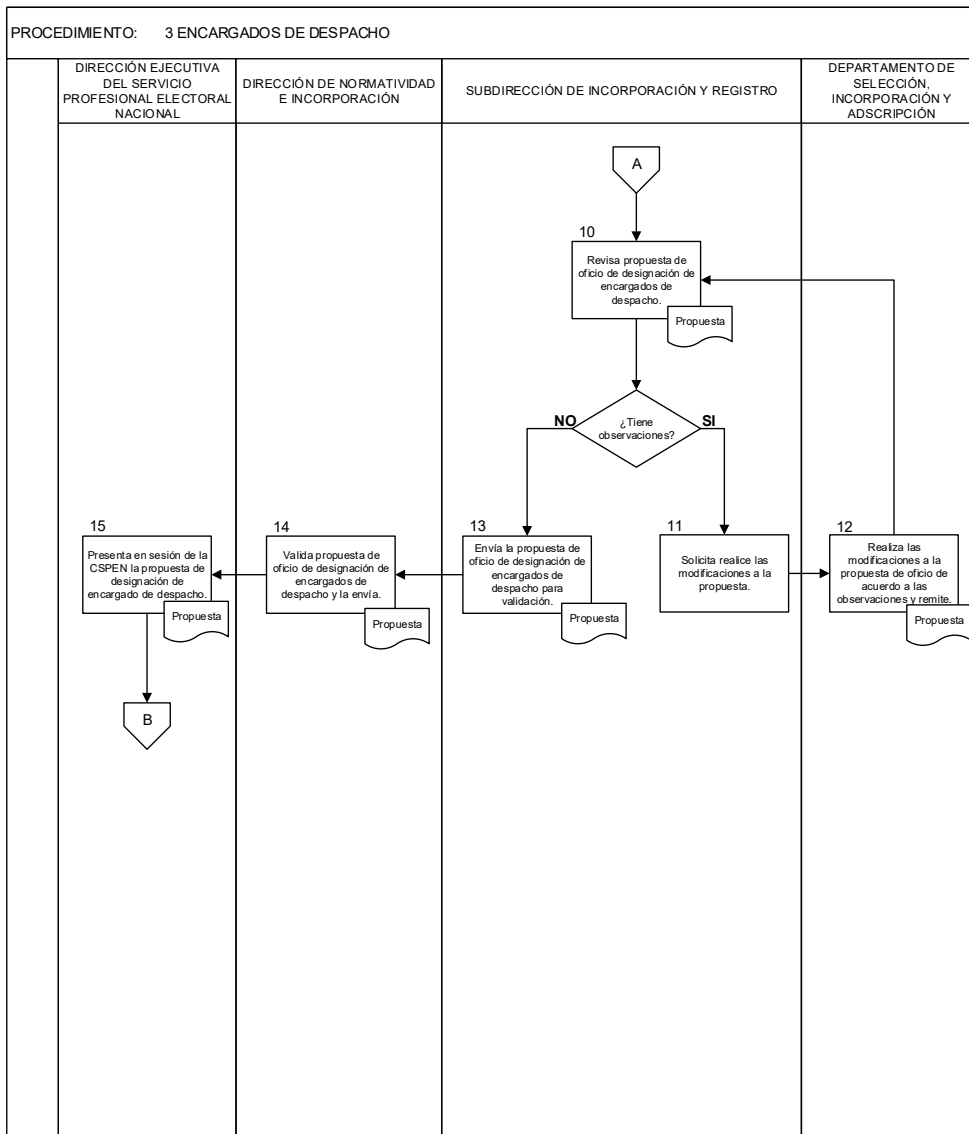 PROCEDIMIENTO: 3 ENCARGADOS DE DESPACHO
DIRECCIÓN EJECUTIVA
DEL SERVICIO
PROFESIONAL ELECTORAL
NACIONAL
DIRECCIÓN DE NORMATIVIDAD
E INCORPORACIÓN
SUBDIRECCIÓN DE INCORPORACIÓN Y REGISTRO
DEPARTAMENTO DE
SELECCIÓN,
INCORPORACIÓN Y
ADSCRIPCIÓN
A
10
Revisa propuesta de
oficio de designación de
encargados de
despacho.
Propuesta
¿Tiene
observaciones?
NO
SI
15
Presenta en sesión de la
CSPEN la propuesta de
designación de
encargado de despacho.
Propuesta
14
Valida propuesta de
oficio de designación de
encargados de
despacho y la envía.
Propuesta
13
Envía la propuesta de
oficio de designación de
encargados de
despacho para
validación.
Propuesta
11
Solicita realice las
modificaciones a la
propuesta.
12
Realiza las
modificaciones a la
propuesta de oficio de
acuerdo a las
observaciones y remite.
Propuesta
B